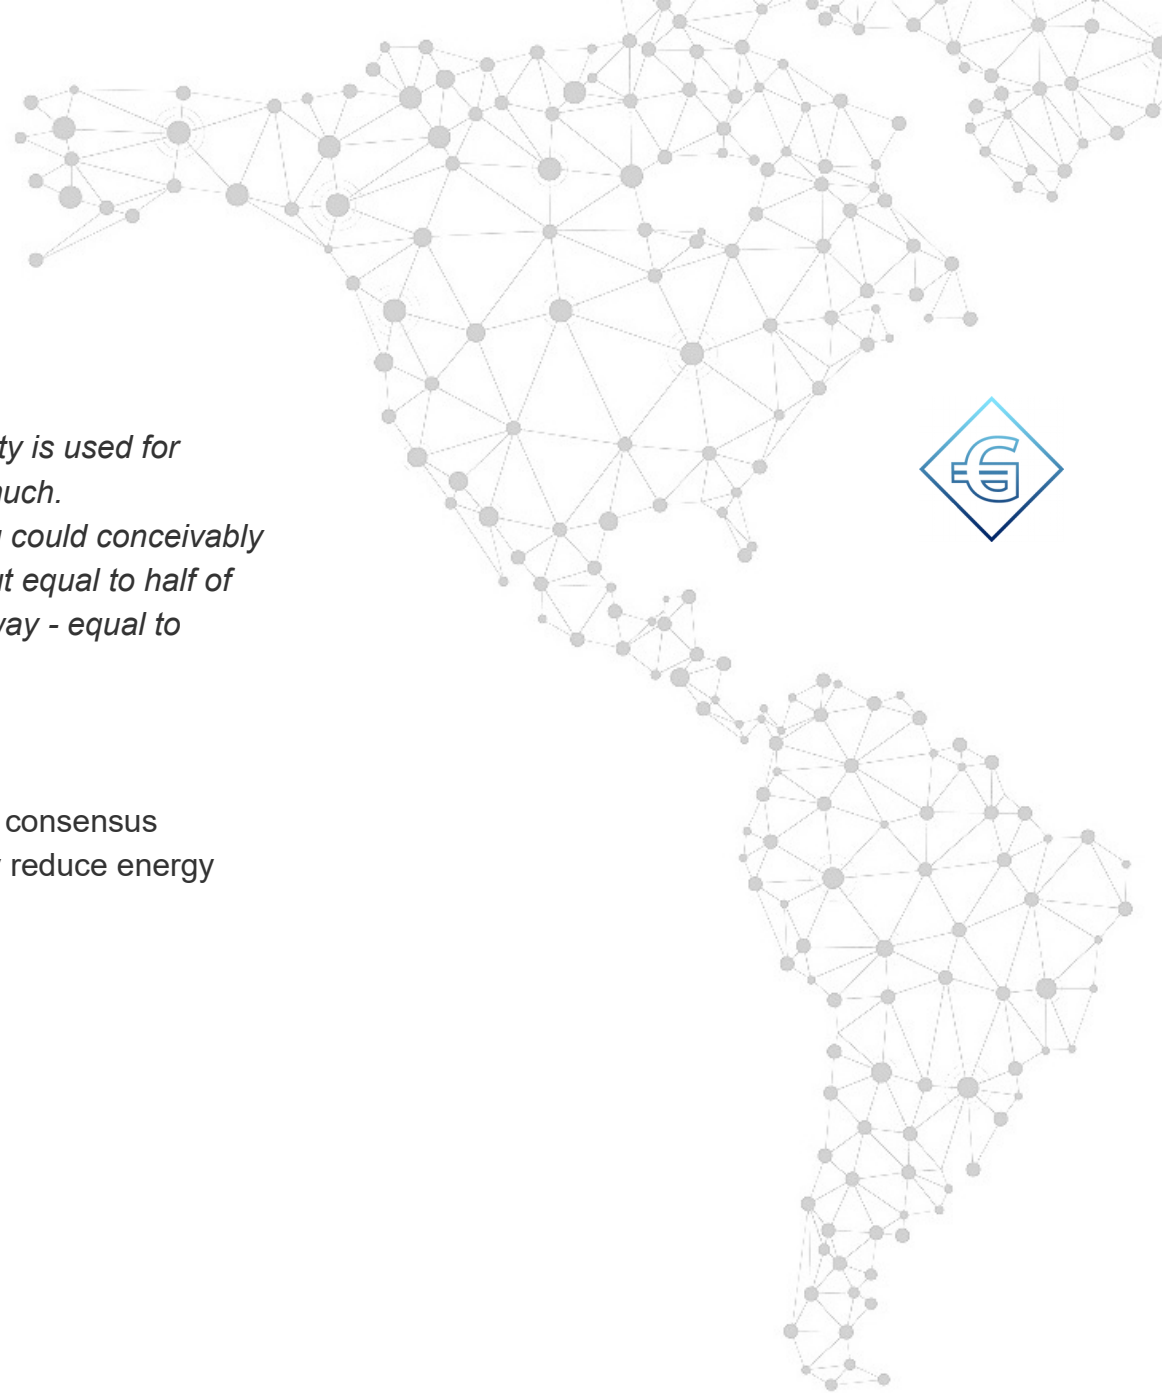 ty is used for
uch.
could conceivably
t equal to half of
ay - equal to
consensus
reduce energy